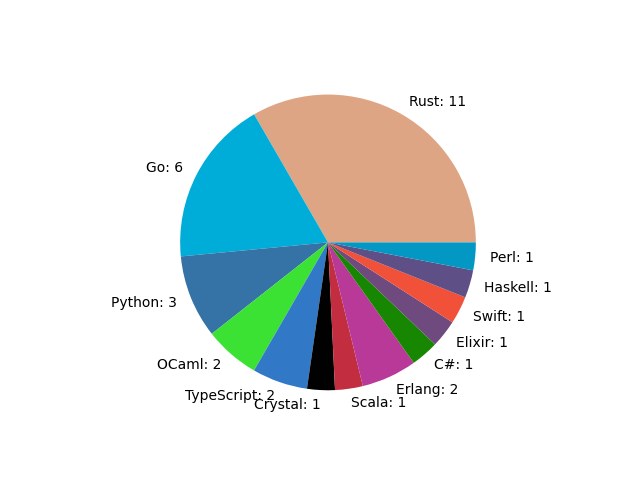 Rust: 11
Go: 6
Python: 3
OCaml: 2
TypeScript: 2
Crystal: 1
Scala: 1
Erlang: 2
C#: 1
Elixir: 1
Swift: 1
Haskell: 1
Perl: 1